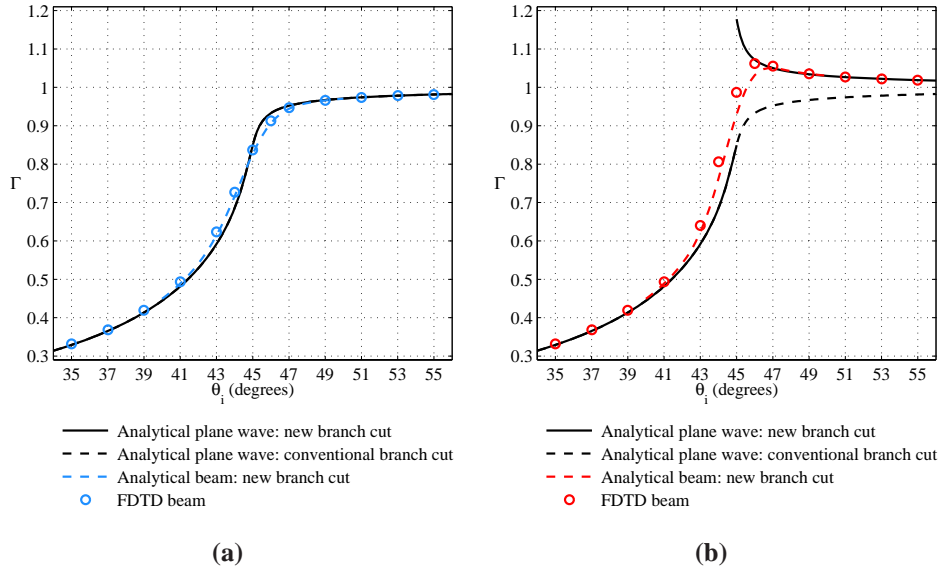 1.2
1.1
1
0.9
0.8
Γ
0.7
0.6
0.5
0.4
0.3
35 37 39 41 43 45 47 49 51 53 55
θi (degrees)
Analytical plane wave: new branch cut
Analytical plane wave: conventional branch cut
Analytical beam: new branch cut
FDTD beam
(a)
1.2
1.1
1
0.9
0.8
Γ
0.7
0.6
0.5
0.4
0.3
35 37 39 41 43 45 47 49 51 53 55
θi (degrees)
Analytical plane wave: new branch cut
Analytical plane wave: conventional branch cut
Analytical beam: new branch cut
FDTD beam
(b)